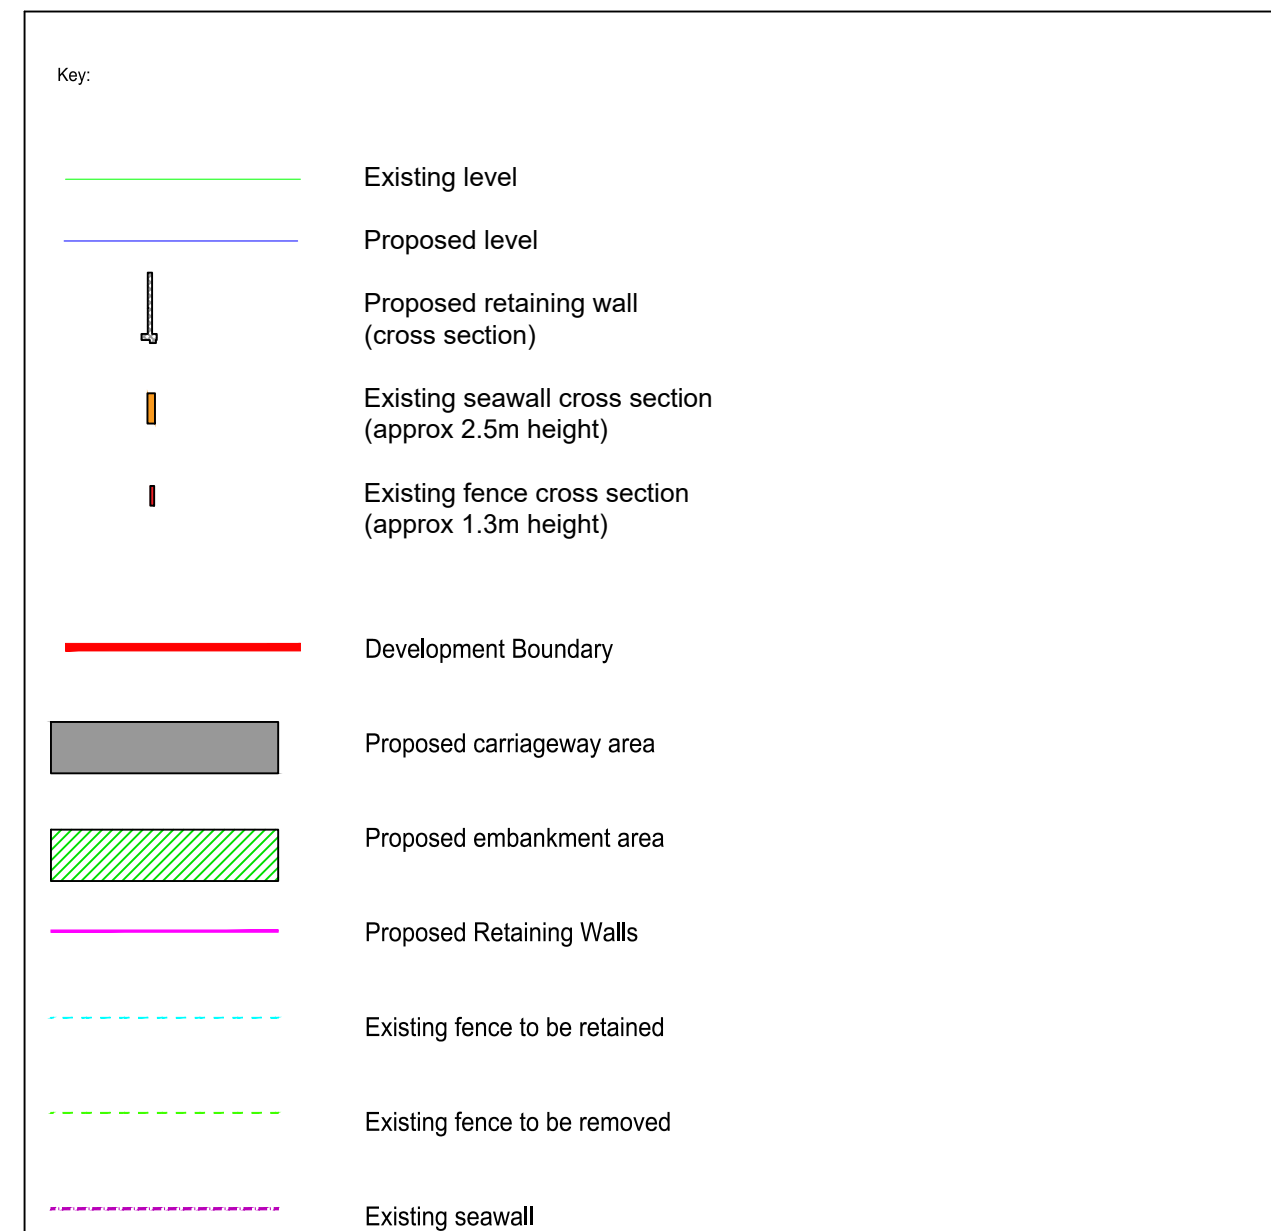 Key:
Existing level
Proposed level
Proposed retaining wall
(cross section)
Existing seawall cross section
(approx 2.5m height)
Existing fence cross section
(approx 1.3m height)
Development Boundary
Proposed carriageway area
Proposed embankment area
Proposed Retaining Walls
Existing fence to be retained
Existing fence to be removed
Existing seawall